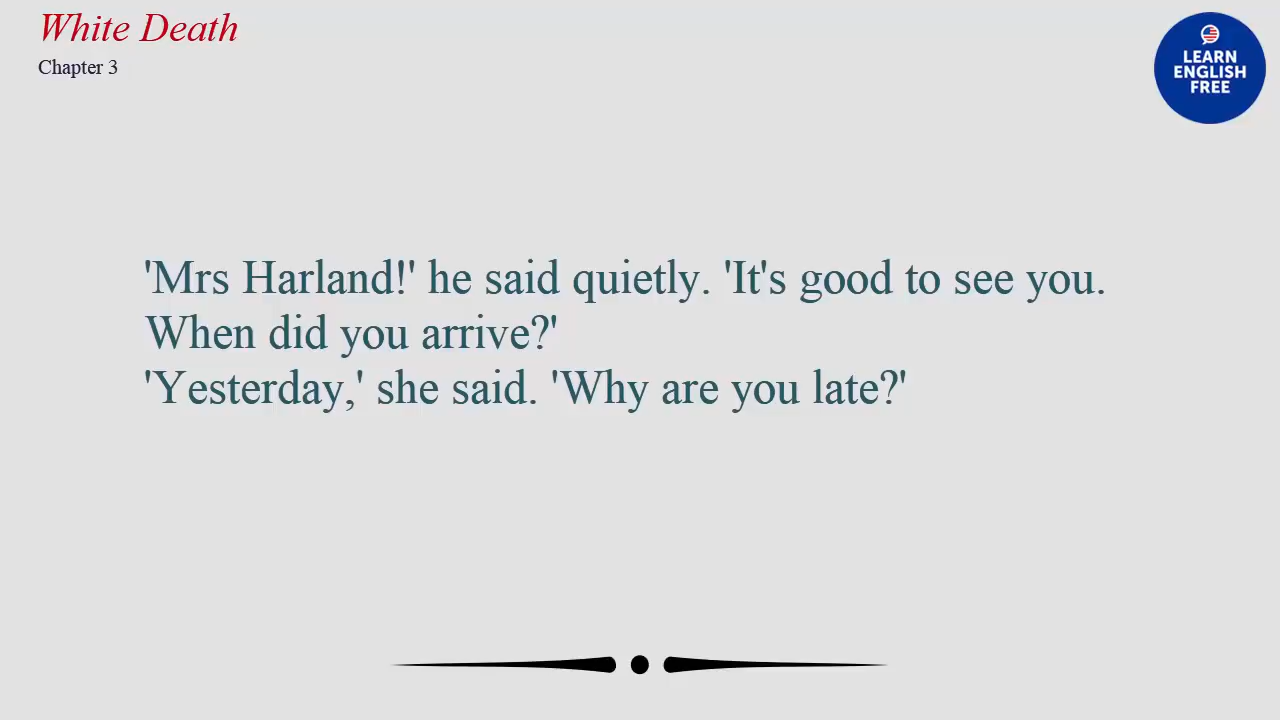 White Death
Chapter 3
LEARN
ENGLISH
FREE
'Mrs Harland!' he said quietly. 'It's good to see you.
When did you arrive?'
'Yesterday,' she said. 'Why are you late?'